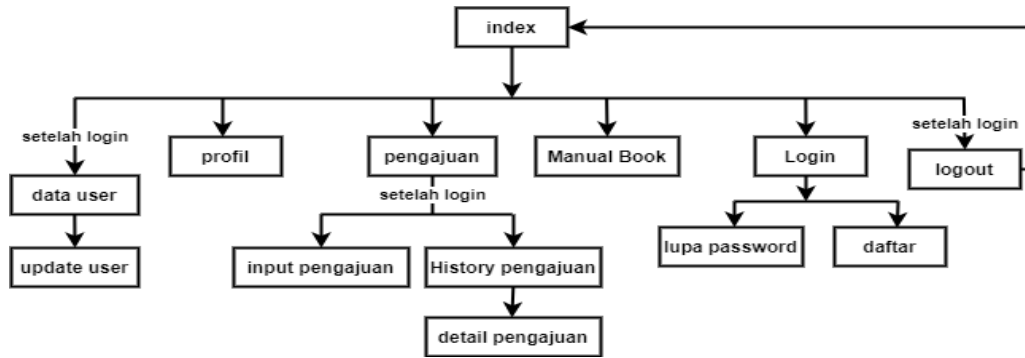 index
setelah login
setelah login
profil
pengajuan
Manual Book
Login
logout
data user
setelah login
update user
input pengajuan
History pengajuan
lupa password
daftar
detail pengajuan